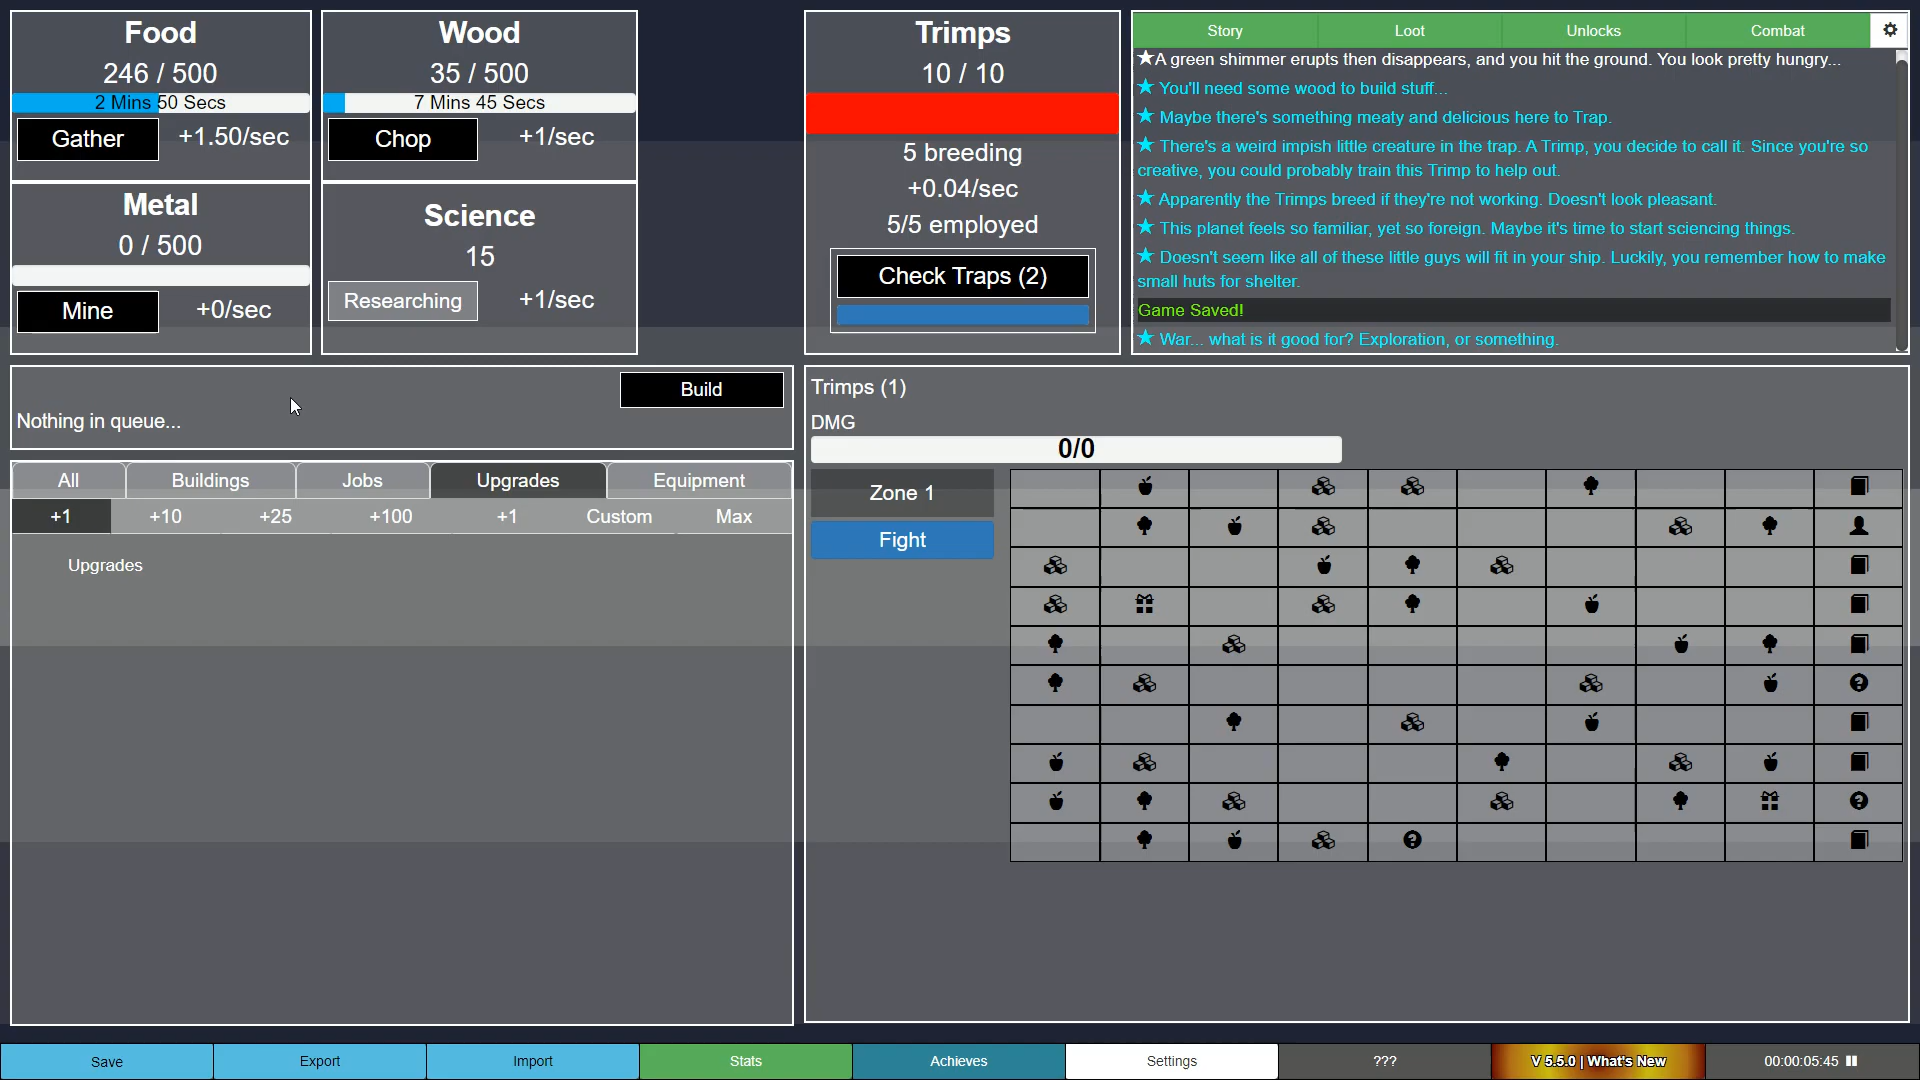 Food
246 / 500
2 Mins 50 Secs
Gather
+1.50/sec
Wood
35 / 500
7 Mins 45 Secs
Chop
+1/sec
Metal
0 / 500
Mine
+0/sec
Science
15
Researching
+1/sec
Trimps
10 / 10
5 breeding
+0.04/sec
5/5 employed
Check Traps (2)
Story
Loot
Unlocks
Combat
A green shimmer erupts then disappears, and you hit the ground. You look pretty hungry...
You'll need some wood to build stuff...
Maybe there's something meaty and delicious here to Trap.
There's a weird impish little creature in the trap. A Trimp, you decide to call it. Since you're so
creative, you could probably train this Trimp to help out.
Apparently the Trimps breed if they're not working. Doesn't look pleasant.
This planet feels so familiar, yet so foreign. Maybe it's time to start sciencing things.
Doesn't seem like all of these little guys will fit in your ship. Luckily, you remember how to make
small huts for shelter.
Game Saved!
War... what is it good for? Exploration, or something.
Build
Nothing in queue...
All
Buildings
Jobs
Upgrades
Equipment
+1
+10
+25
+100
+1
Custom
Max
Upgrades
Trimps (1)
DMG
0/0
Zone 1
Fight
Save
Export
Import
Stats
Achieves
Settings
???
V 5.5.0 | What's New
00:00:05:45